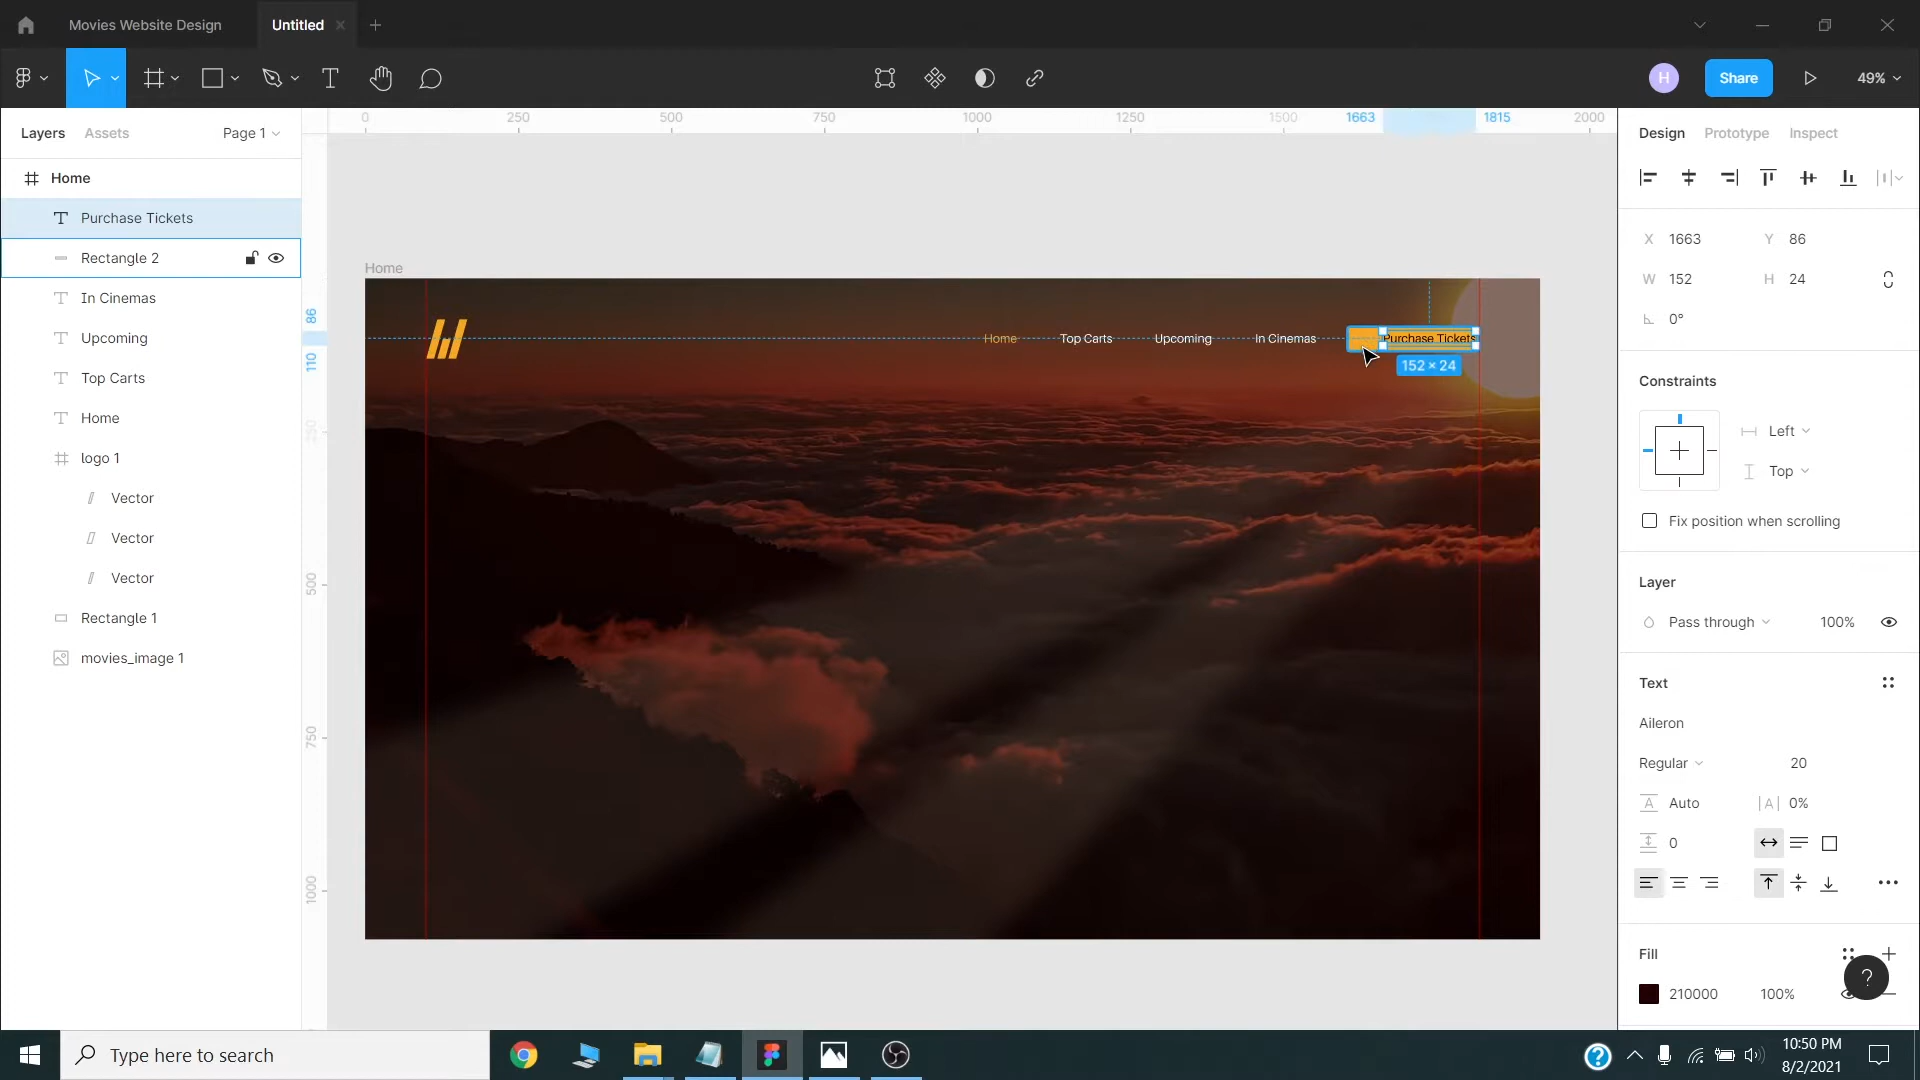 Movies Website Design
Untitled
H
Share
49%
Layers
Assets
Page 1
0
250
500
750
1000
1250
1500
1663
1815
2000
Design
Prototype
Inspect
Home
Purchase Tickets
Rectangle 2
In Cinemas
Upcoming
Top Carts
Home
logo 1
Vector
Vector
Vector
Rectangle 1
movies_image 1
86
110
250
500
750
1000
Home
Home
Top Carts
Upcoming
In Cinemas
Purchase Tickets
152 × 24
X 1663
Y 86
W 152
H 24
0°
Constraints
Left
Top
Fix position when scrolling
Layer
Pass through
100%
Text
Aileron
Regular
20
A Auto
|A| 0%
0
Fill
210000
100%
?
Type here to search
10:50 PM
8/2/2021